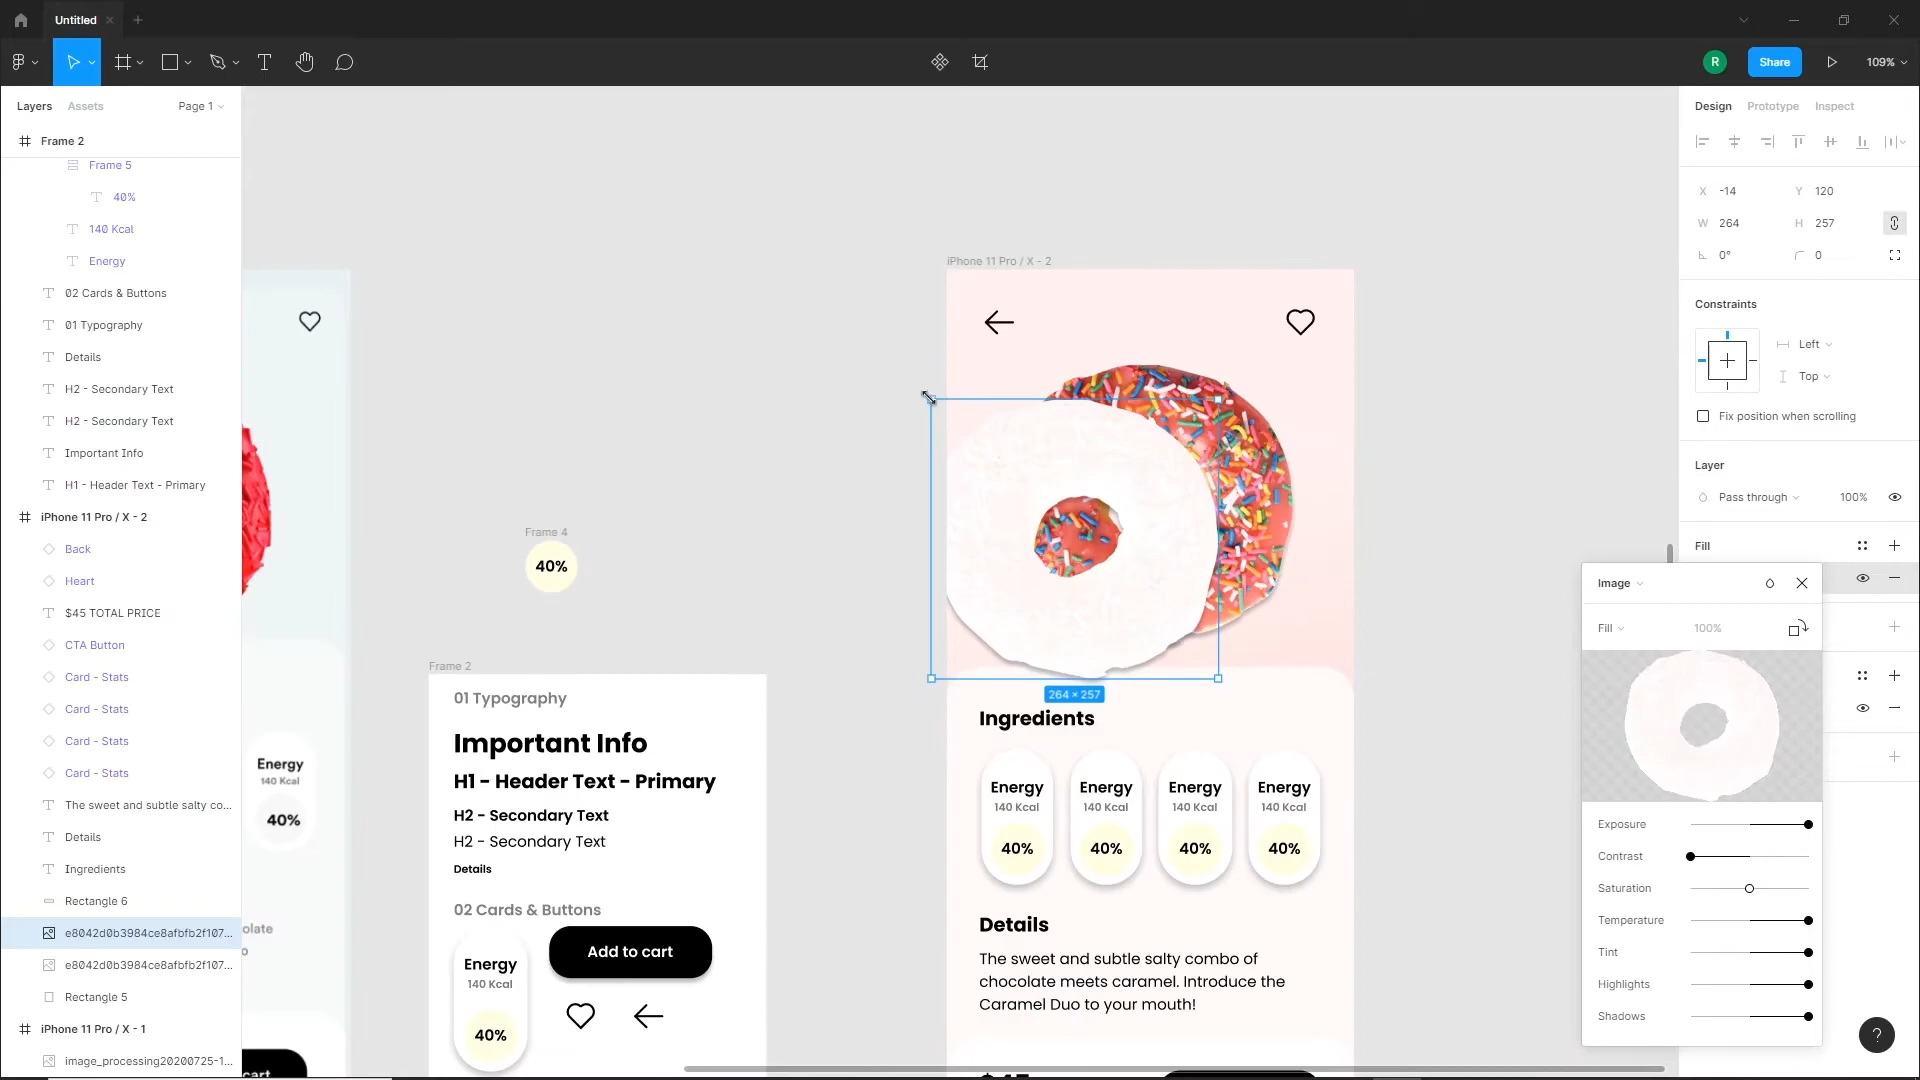 Untitled
R
Share
109%
Layers
Assets
Page 1
Frame 2
Frame 5
40%
140 Kcal
Energy
02 Cards & Buttons
01 Typography
Details
H2 - Secondary Text
H2 - Secondary Text
Important Info
H1 - Header Text - Primary
iPhone 11 Pro / X - 2
Back
Heart
$45 TOTAL PRICE
CTA Button
Card - Stats
Card - Stats
Card - Stats
Card - Stats
The sweet and subtle salty co...
Details
Ingredients
Rectangle 6
e8042d0b3984ce8afbfb2f107...
e8042d0b3984ce8afbfb2f107...
Rectangle 5
iPhone 11 Pro / X - 1
image_processing20200725-1...
Energy
140 Kcal
40%
olate
o
cart
Frame 4
40%
Frame 2
01 Typography
Important Info
H1 - Header Text - Primary
H2 - Secondary Text
H2 - Secondary Text
Details
02 Cards & Buttons
Energy
140 Kcal
40%
Add to cart
iPhone 11 Pro / X - 2
264 × 257
Ingredients
Energy
140 Kcal
40%
Energy
140 Kcal
40%
Energy
140 Kcal
40%
Energy
140 Kcal
40%
Details
The sweet and subtle salty combo of
chocolate meets caramel. Introduce the
Caramel Duo to your mouth!
Design
Prototype
Inspect
X -14
Y 120
W 264
H 257
0°
0
Constraints
Left
Top
Fix position when scrolling
Layer
Pass through
100%
Fill
Image
Fill
100%
Exposure
Contrast
Saturation
Temperature
Tint
Highlights
Shadows
?